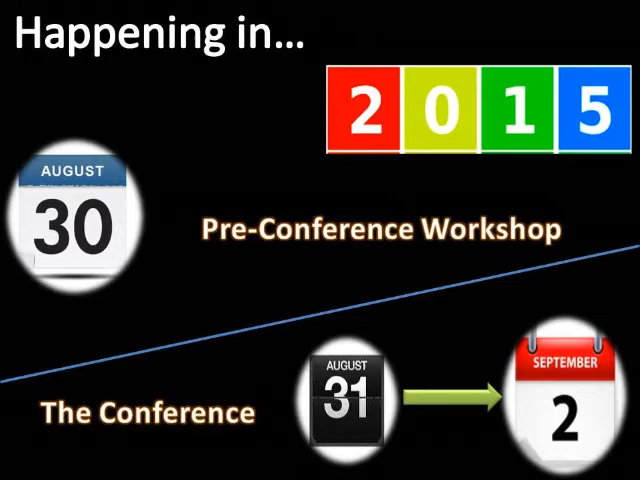 Happening in...
2015
AUGUST
30
Pre-Conference Workshop
The Conference
AUGUST
31
SEPTEMBER
2